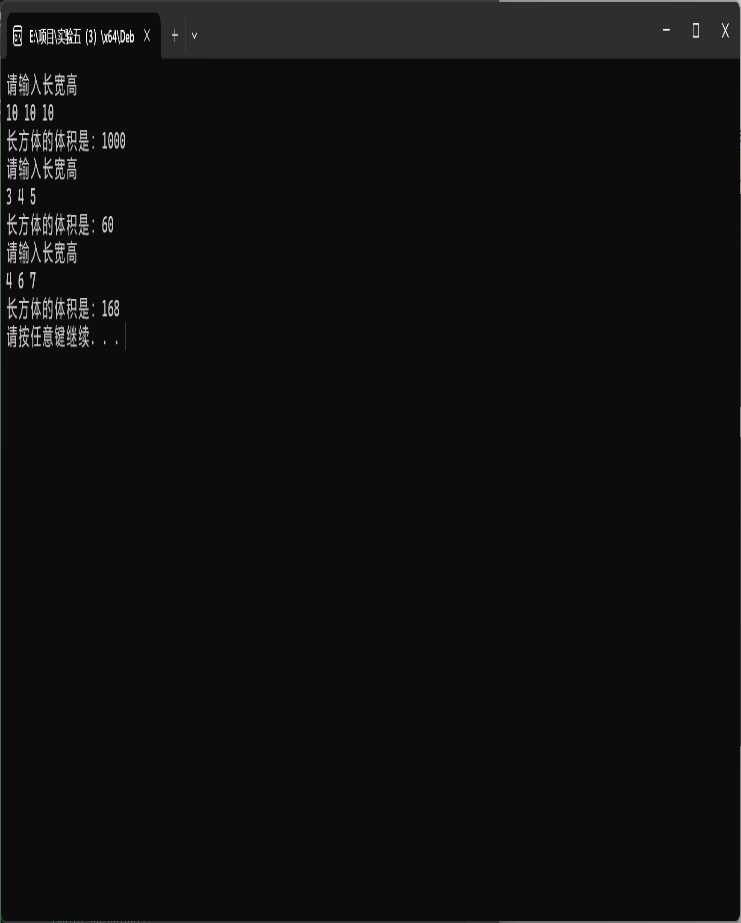 E:\项目\实验五 (3) \x64\Deb
请输入长宽高
10 10 10
长方体的体积是: 1000
请输入长宽高
3 4 5
长方体的体积是: 60
请输入长宽高
4 6 7
长方体的体积是: 168
请按任意键继续. . .